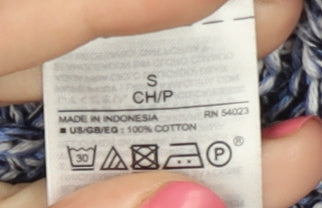 S
CH/P
MADE IN INDONESIA RN 54023
■ US/GB/EG : 100% COTTON
30 P ®